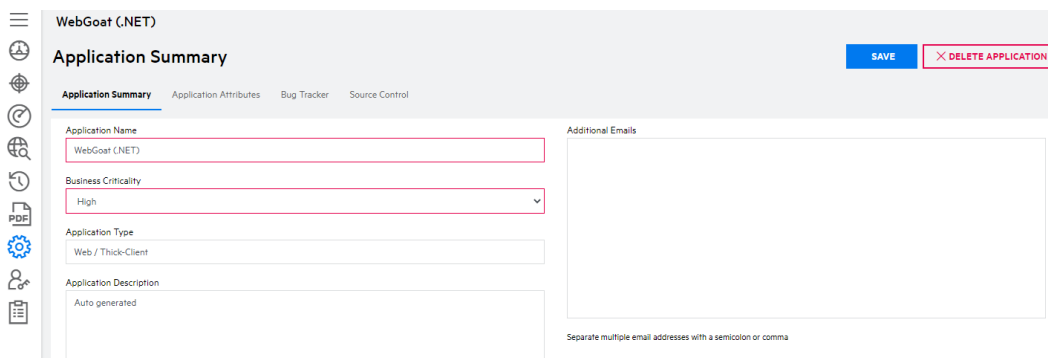 WebGoat (.NET)
Application Summary
SAVE
DELETE APPLICATION
Application Summary
Application Attributes
Bug Tracker
Source Control
Application Name
WebGoat (.NET)
Business Criticality
High
Application Type
Web / Thick-Client
Application Description
Auto generated
Additional Emails
Separate multiple email addresses with a semicolon or comma
PDF